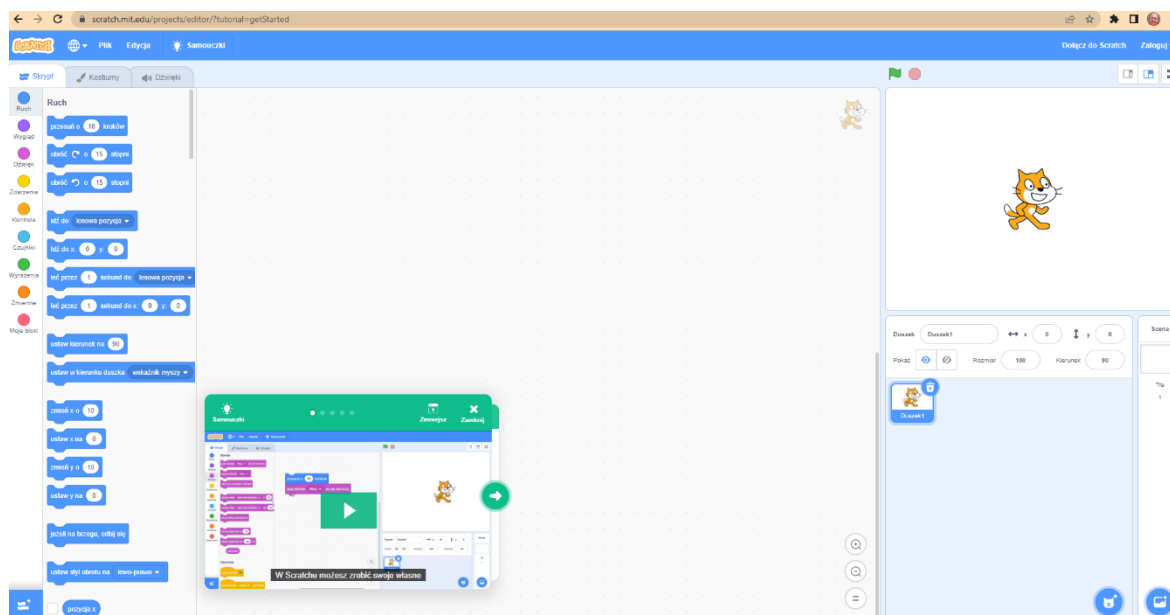 scratch.mit.edu/projects/editor/?tutorial=getStarted
SCRATCH Plik Edycja Samouczki Dołącz do Scratch Zaloguj
Skrypt Kostiumy Dźwięki
Ruch
Wygląd
Dźwięk
Zdarzenia
Kontrola
Czujniki
Wyrażenia
Zmienne
Moje bloki
Ruch
przesuń o 10 kroków
obróć o 15 stopni
obróć o 15 stopni
idź do losowa pozycja
idź do x: 0 y: 0
leć przez 1 sekund do losowa pozycja
leć przez 1 sekund do x: 0 y: 0
ustaw kierunek na 90
ustaw w kierunku duszka wskaźnik myszy
zmień x o 10
ustaw x na 0
zmień y o 10
ustaw y na 0
jeżeli na brzegu, odbij się
ustaw styl obrotu na lewo-prawo
pozycja x
Samouczki Zmniejsz Zamknij
W Scratchu możesz zrobić swoje własne
Duszek Duszek1 x 0 y 0
Pokaż Rozmiar 100 Kierunek 90
Duszek1
Scena
Tła
1